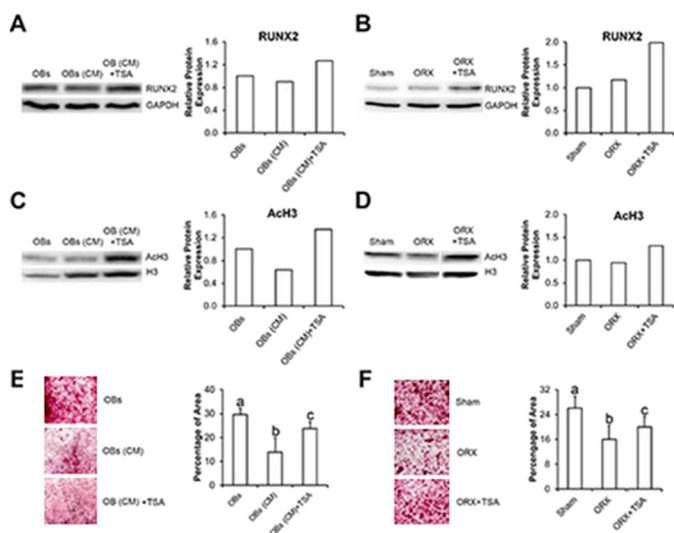 A
OBs
OBs (CM)
OB (CM)
+TSA
RUNX2
GAPDH
RUNX2
Relative Protein
Expression
1.6
1.2
0.8
0.4
0.0
OBs
OBs (CM)
OBs (CM)+TSA
B
Sham
ORX
ORX
+TSA
RUNX2
GAPDH
RUNX2
Relative Protein
Expression
2.0
1.5
1.0
0.5
0.0
Sham
ORX
ORX+TSA
C
OBs
OBs (CM)
OB (CM)
+TSA
AcH3
H3
AcH3
Relative Protein
Expression
1.6
1.2
0.8
0.4
0.0
OBs
OBs (CM)
OBs (CM)+TSA
D
Sham
ORX
ORX
+TSA
AcH3
H3
AcH3
Relative Protein
Expression
2.0
1.5
1.0
0.5
0.0
Sham
ORX
ORX+TSA
E
OBs
OBs (CM)
OB (CM) +TSA
Percentage of Area
40
30
20
10
0
a
b
c
OBs
OBs (CM)
OBs (CM)+TSA
F
Sham
ORX
ORX+TSA
Percengage of Area
32
24
16
8
0
a
b
c
Sham
ORX
ORX+TSA